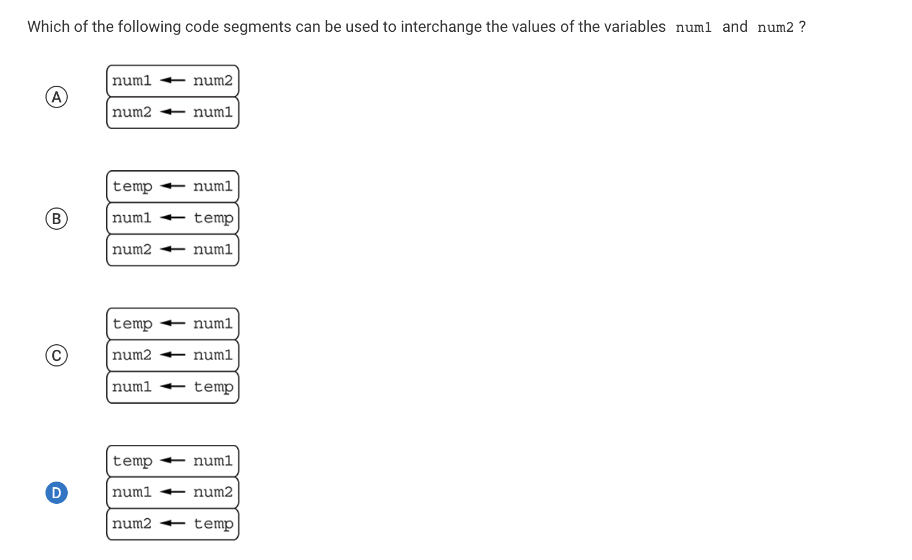 Which of the following code segments can be used to interchange the values of the variables num1 and num2 ?
A
num1 ← num2
num2 ← num1
B
temp ← num1
num1 ← temp
num2 ← num1
C
temp ← num1
num2 ← num1
num1 ← temp
D
temp ← num1
num1 ← num2
num2 ← temp